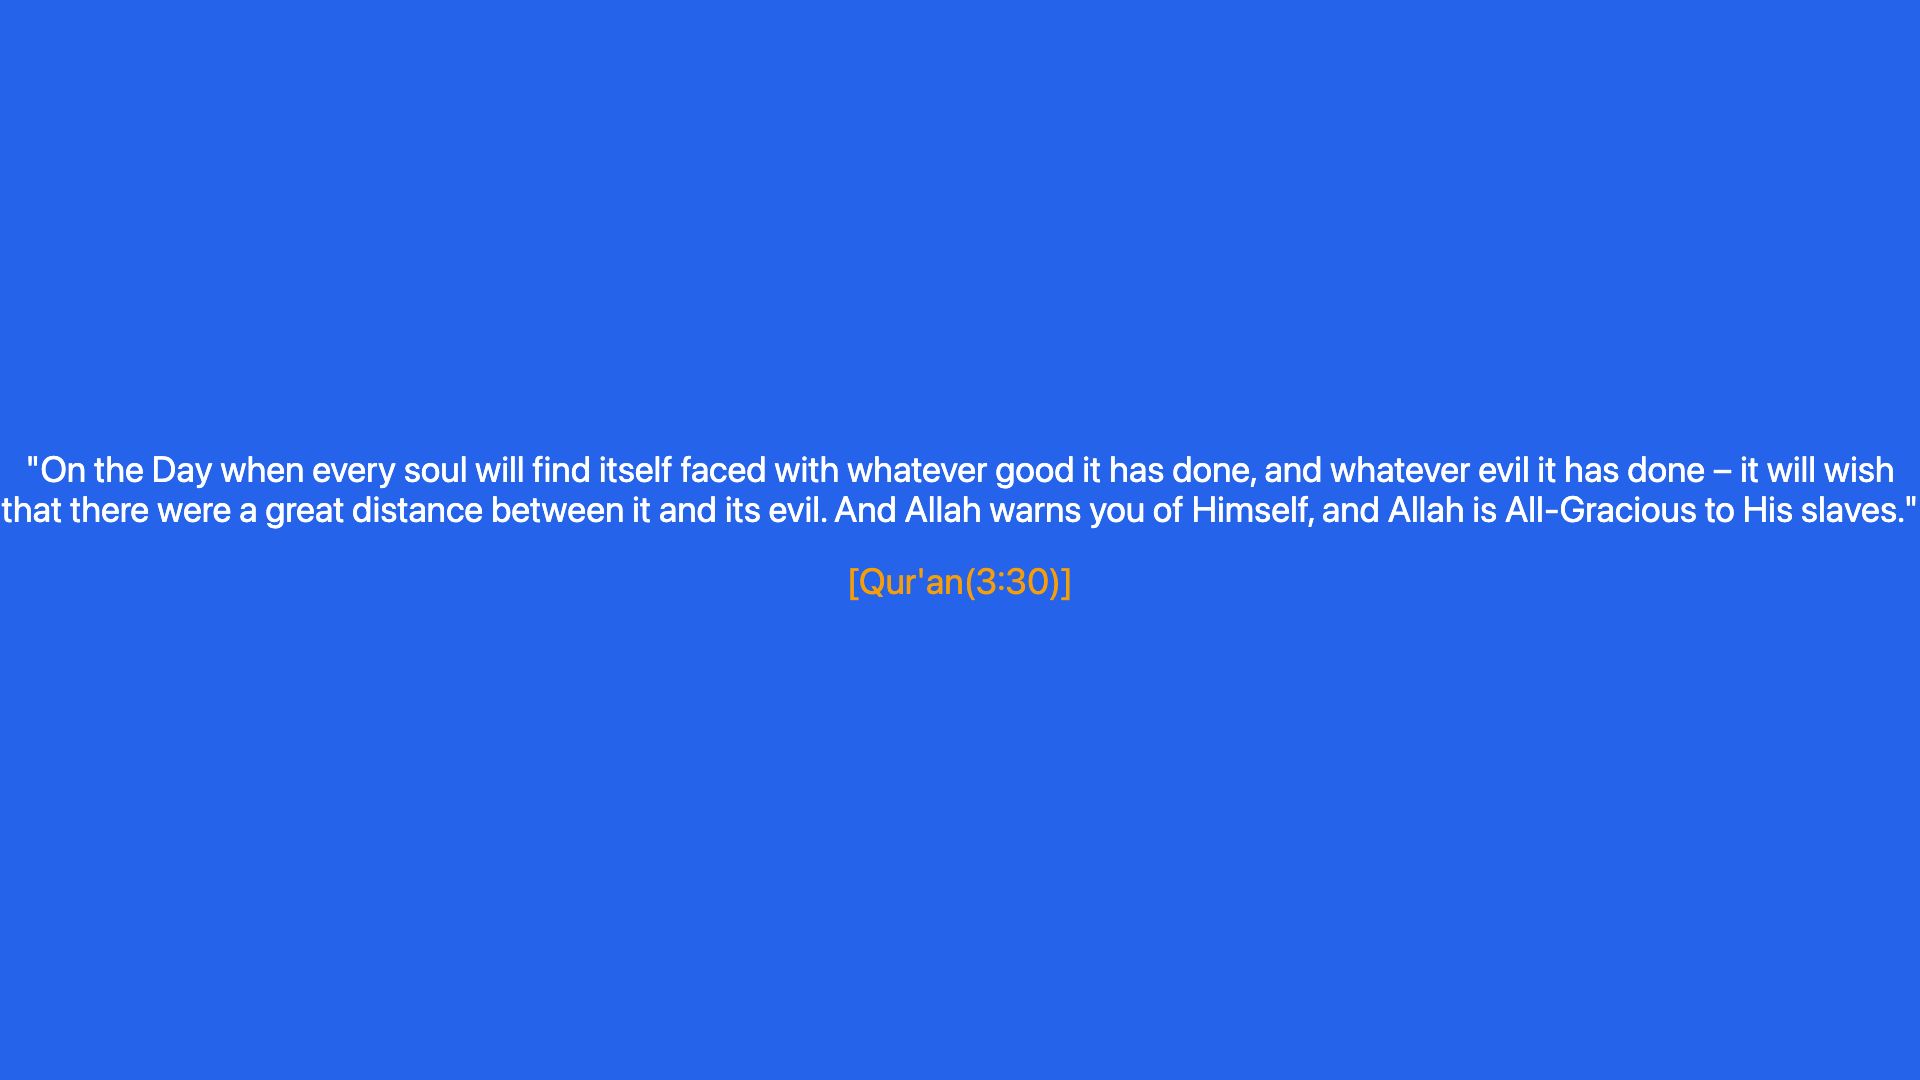 "On the Day when every soul will find itself faced with whatever good it has done, and whatever evil it has done – it will wish
that there were a great distance between it and its evil. And Allah warns you of Himself, and Allah is All-Gracious to His slaves."
[Qur'an(3:30)]